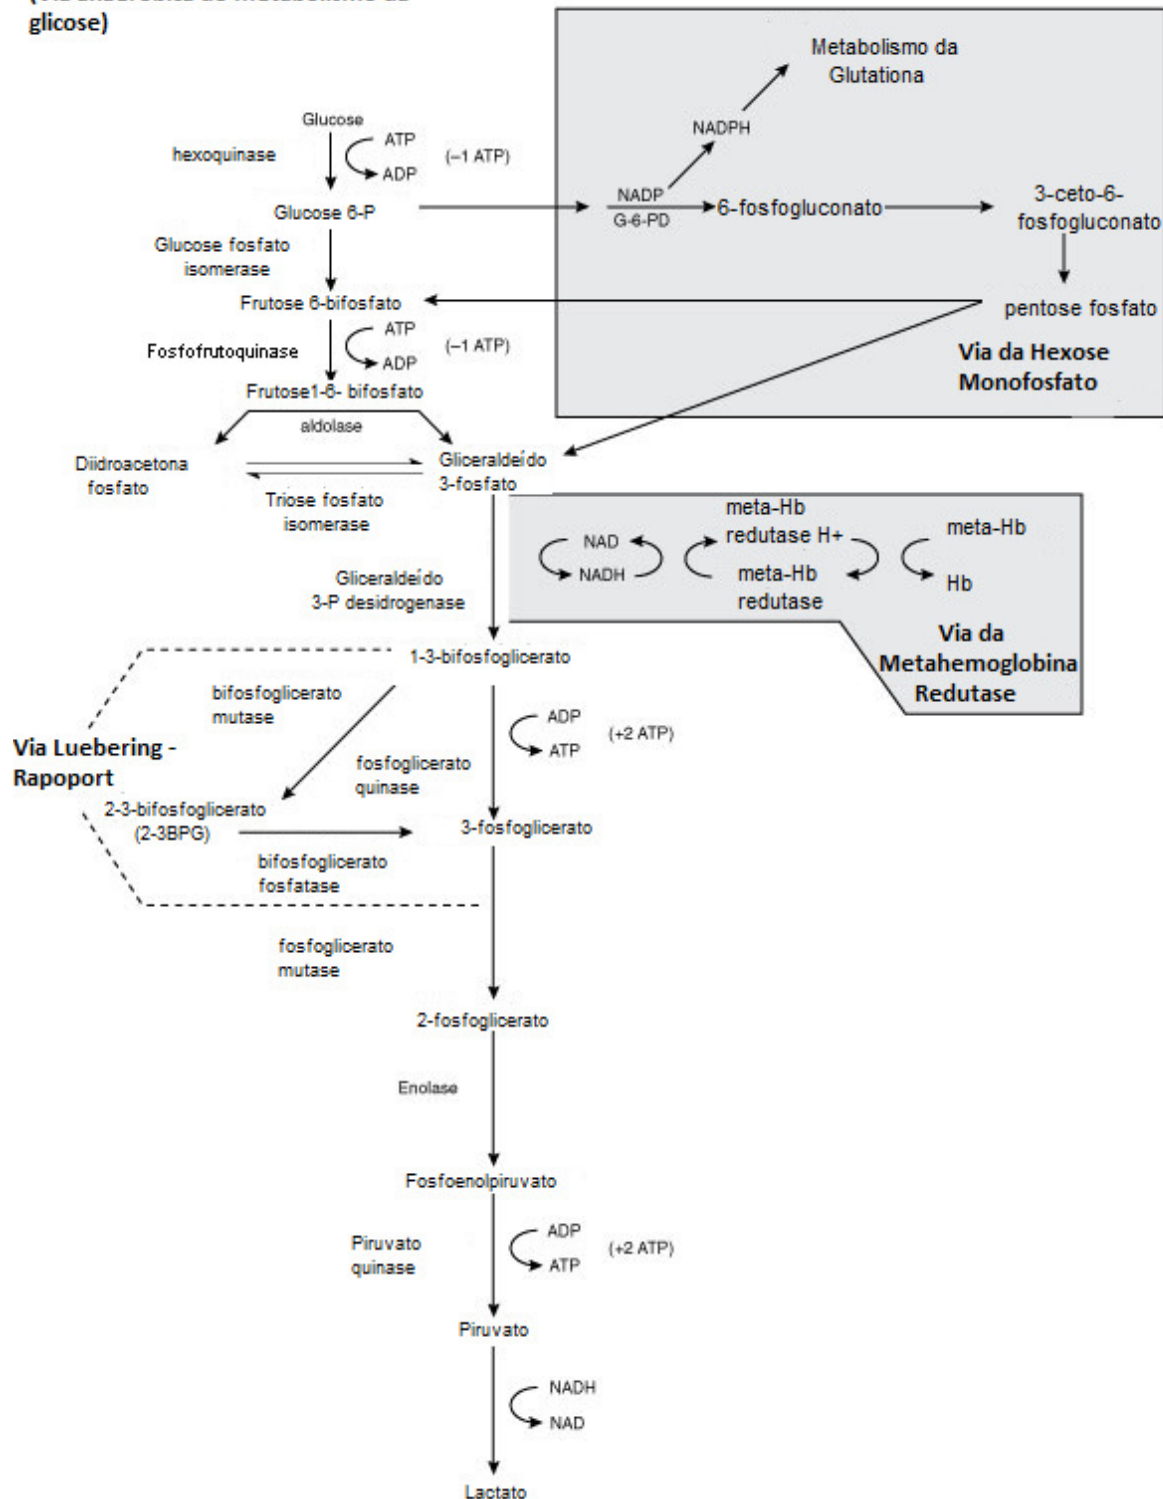 glicose)
Metabolismo da
Glutationa
NADPH
Glucose
hexoquinase
ATP
ADP
(–1 ATP)
Glucose 6-P
NADP
G-6-PD
6-fosfogluconato
3-ceto-6-
fosfogluconato
Glucose fosfato
isomerase
Frutose 6-bifosfato
pentose fosfato
Fosfofrutoquinase
ATP
ADP
(–1 ATP)
Via da Hexose
Monofosfato
Frutose1-6- bifosfato
aldolase
Diidroacetona
fosfato
Gliceraldeído
3-fosfato
Triose fosfato
isomerase
NAD
NADH
meta-Hb
redutase H+
meta-Hb
redutase
meta-Hb
Hb
Gliceraldeído
3-P desidrogenase
Via da
Metahemoglobina
Redutase
1-3-bifosfoglicerato
bifosfoglicerato
mutase
ADP
ATP
(+2 ATP)
Via Luebering -
Rapoport
fosfoglicerato
quinase
2-3-bifosfoglicerato
(2-3BPG)
3-fosfoglicerato
bifosfoglicerato
fosfatase
fosfoglicerato
mutase
2-fosfoglicerato
Enolase
Fosfoenolpiruvato
Piruvato
quinase
ADP
ATP
(+2 ATP)
Piruvato
NADH
NAD
Lactato